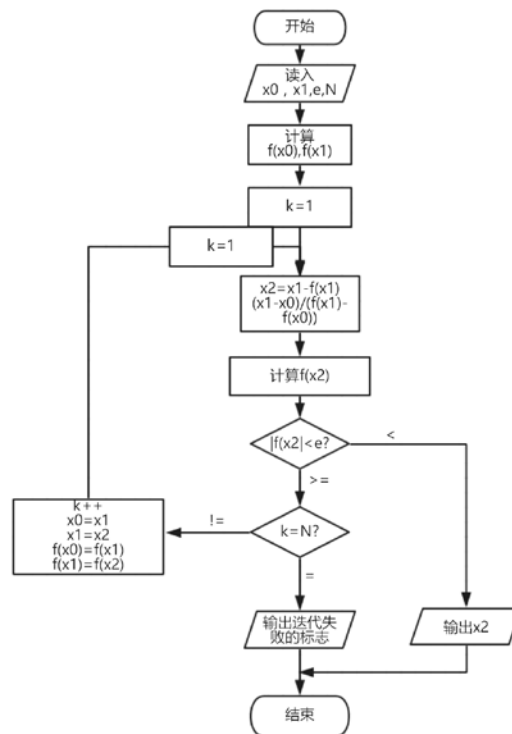 开始
读入
x0，x1,e,N
计算
f(x0),f(x1)
k=1
k=1
x2=x1-f(x1)
(x1-x0)/(f(x1)-
f(x0))
计算f(x2)
|f(x2|<e?
<
>=
k++
x0=x1
x1=x2
f(x0)=f(x1)
f(x1)=f(x2)
!=
k=N?
=
输出迭代失
败的标志
输出x2
结束